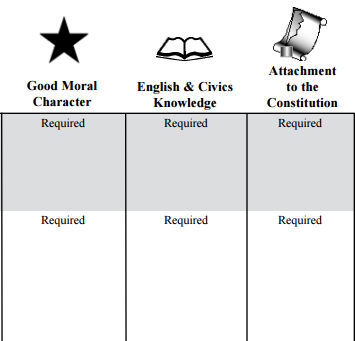 Good Moral
Character
English & Civics
Knowledge
Attachment
to the
Constitution
Required
Required
Required
Required
Required
Required